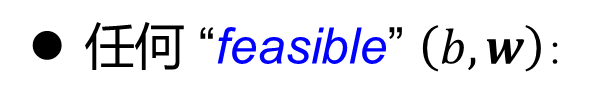 ● 任何 “feasible” (b, w):